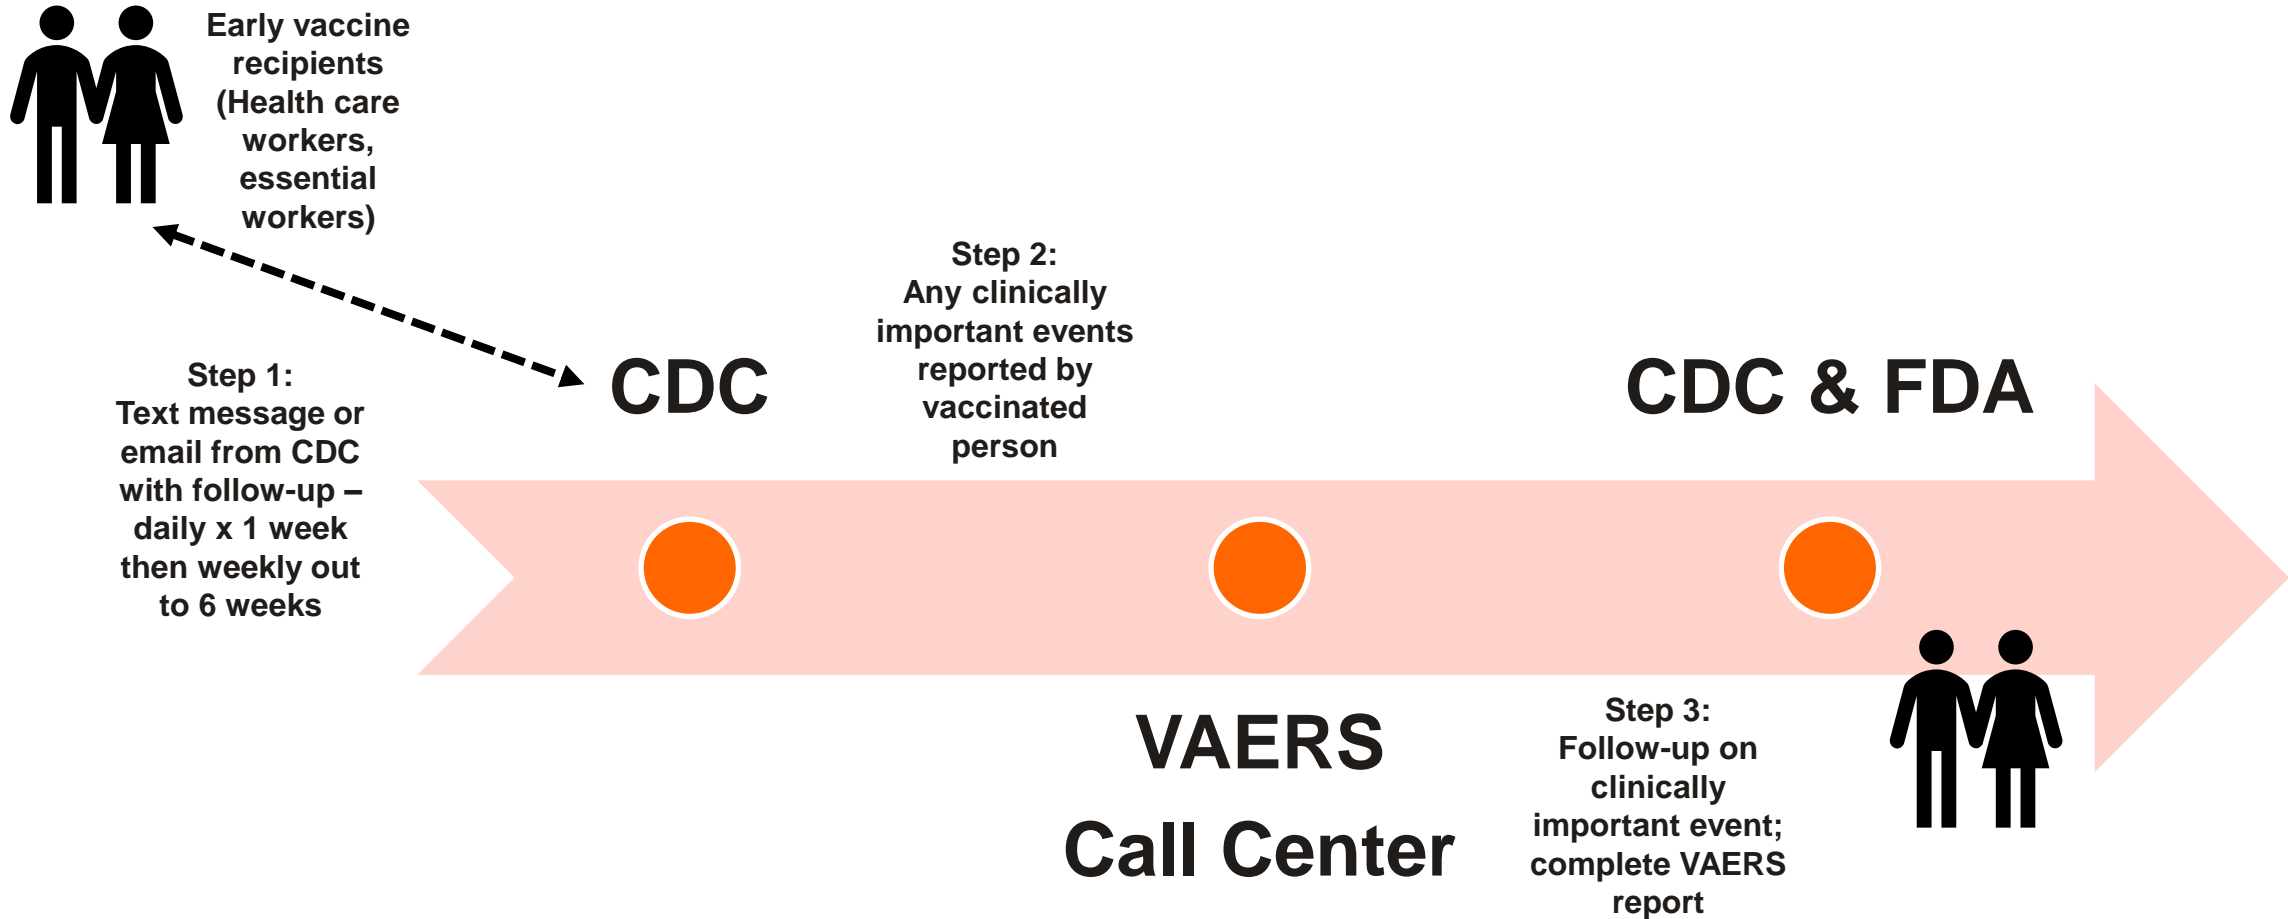 Early vaccine
recipients
(Health care
workers,
essential
workers)
Step 1:
Text message or
email from CDC
with follow-up –
daily x 1 week
then weekly out
to 6 weeks
CDC
Step 2:
Any clinically
important events
reported by
vaccinated
person
VAERS
Call Center
CDC & FDA
Step 3:
Follow-up on
clinically
important event;
complete VAERS
report